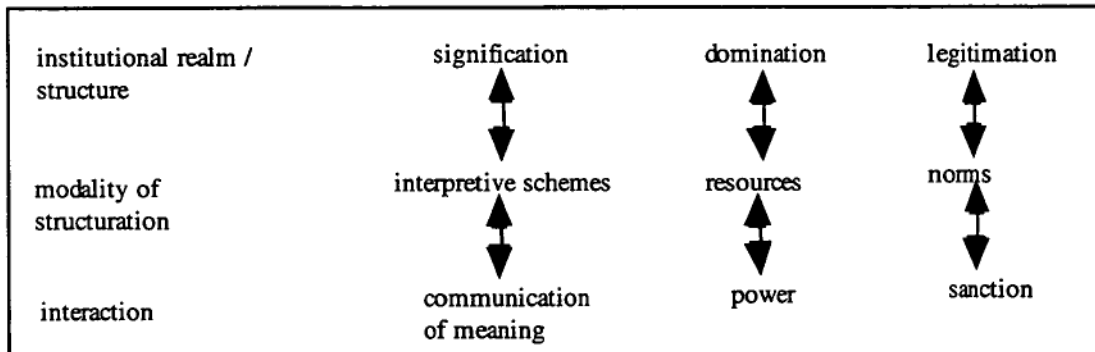 institutional realm / signification domination legitimation
structure
interpretive schemes resources norms
modality of
structuration
communication power sanction
interaction
of meaning